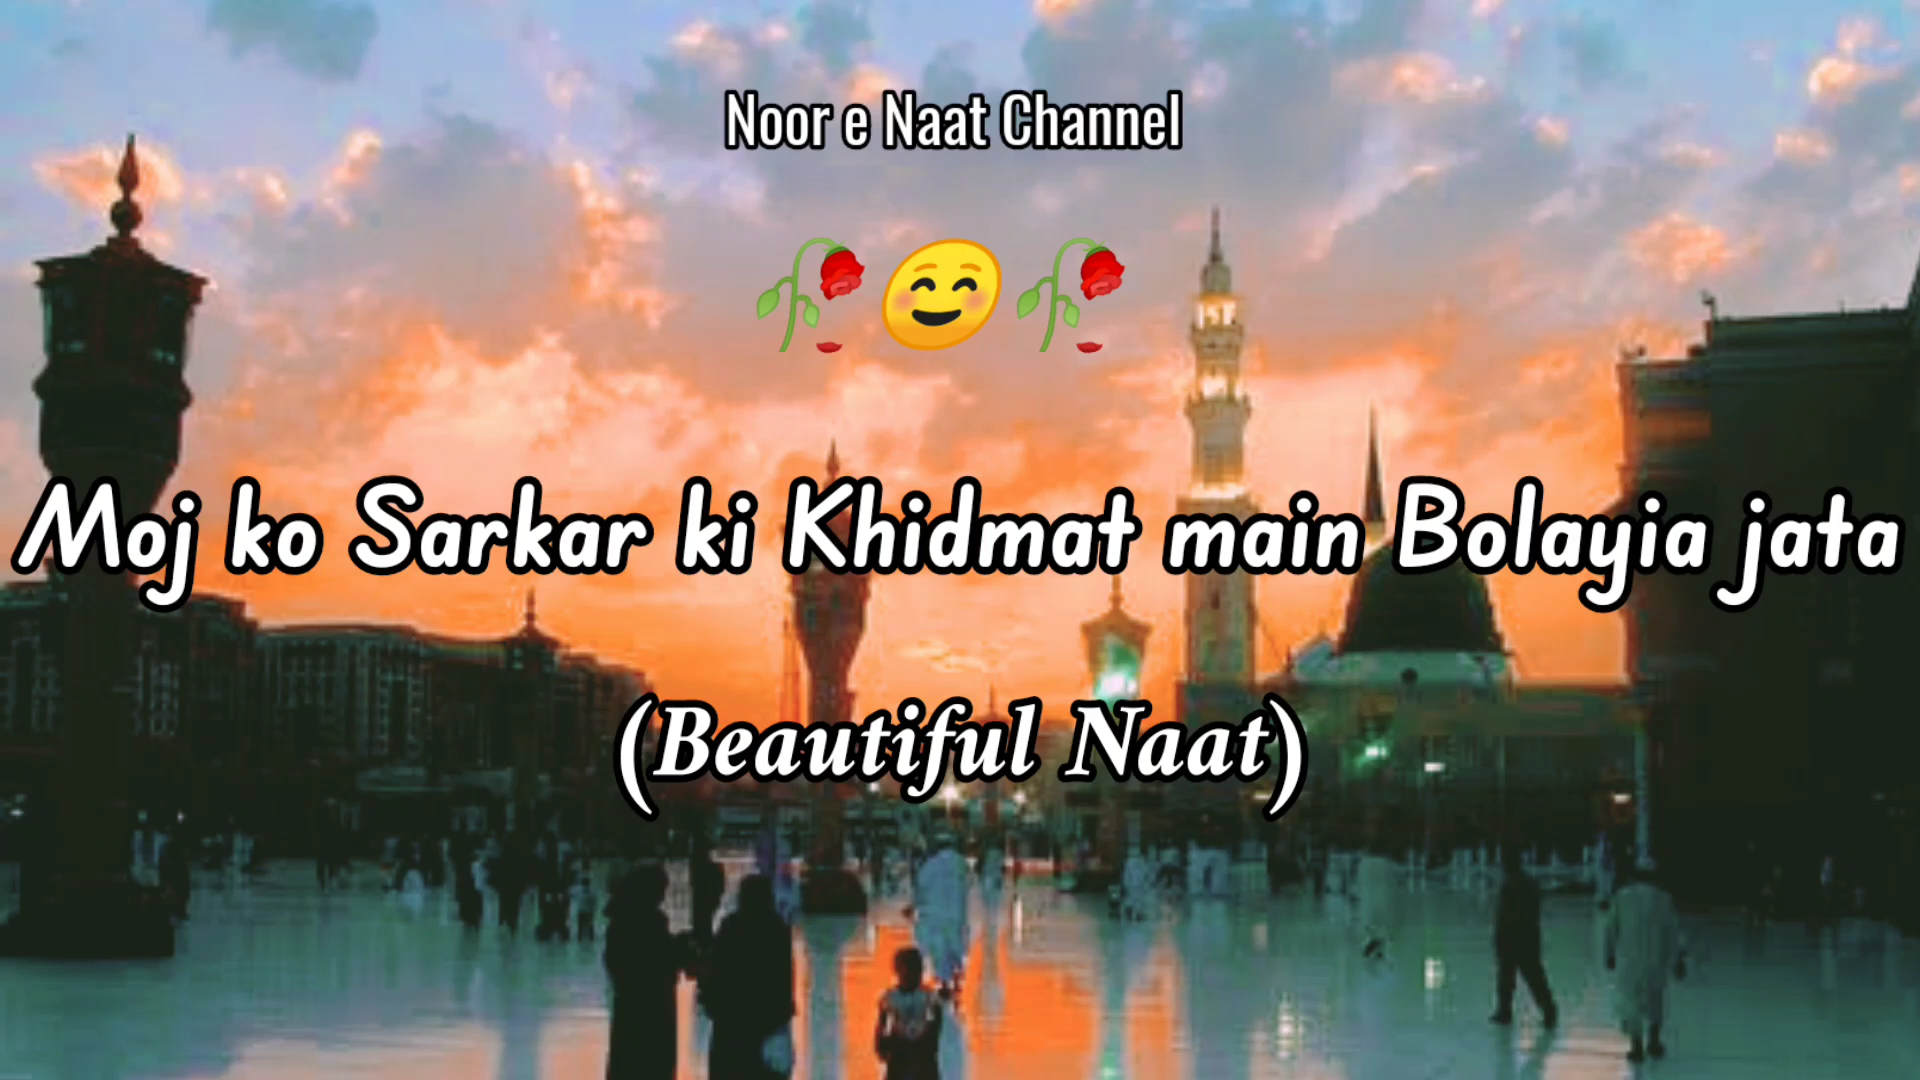 Noor e Naat Channel
Moj ko Sarkar ki Khidmat main Bolayia jata
(Beautiful Naat)